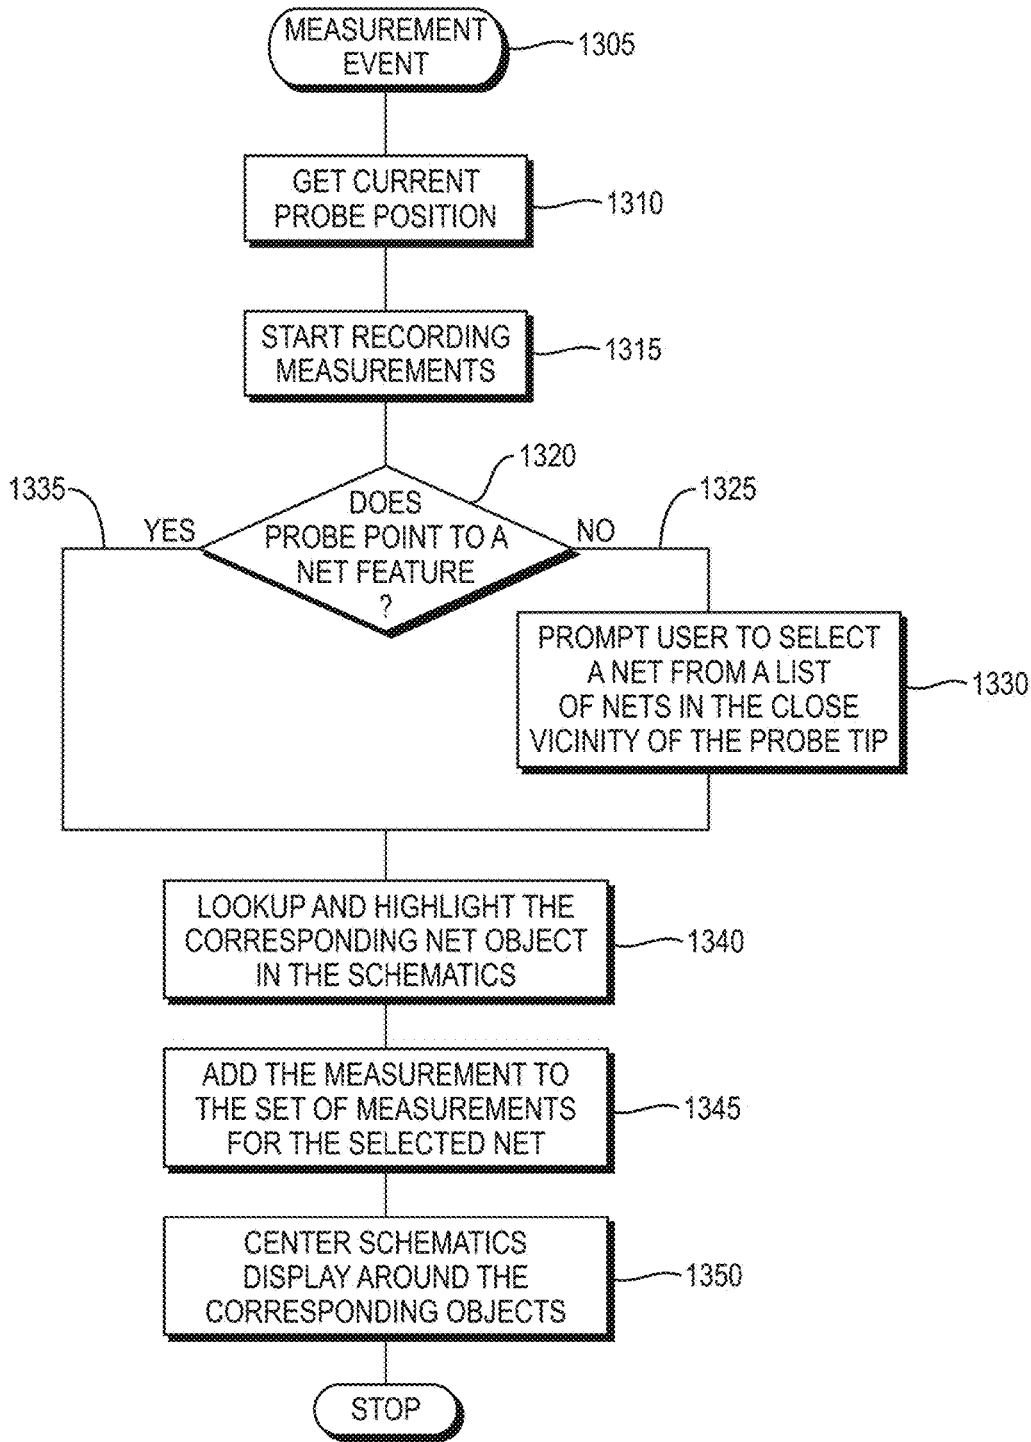 MEASUREMENT
EVENT
1305
GET CURRENT
PROBE POSITION
1310
START RECORDING
MEASUREMENTS
1315
1320
1335
1325
YES
NO
DOES
PROBE POINT TO A
NET FEATURE
?
PROMPT USER TO SELECT
A NET FROM A LIST
OF NETS IN THE CLOSE
VICINITY OF THE PROBE TIP
1330
LOOKUP AND HIGHLIGHT THE
CORRESPONDING NET OBJECT
IN THE SCHEMATICS
1340
ADD THE MEASUREMENT TO
THE SET OF MEASUREMENTS
FOR THE SELECTED NET
1345
CENTER SCHEMATICS
DISPLAY AROUND THE
CORRESPONDING OBJECTS
1350
STOP